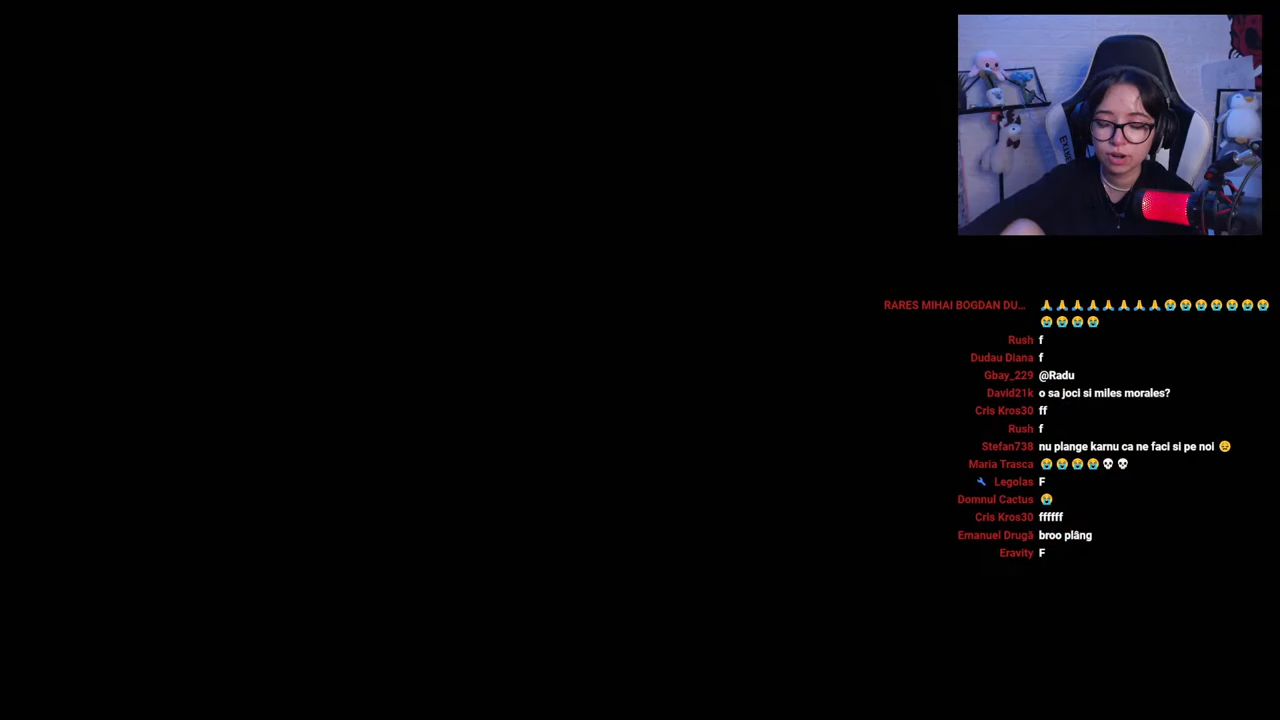 RARES MIHAI BOGDAN DU... 🙏🙏🙏🙏🙏🙏🙏🙏😭😭😭😭😭😭😭
😭😭😭😭
Rush f
Dudau Diana f
Gbay_229 @Radu
David21k o sa joci si miles morales?
Cris Kros30 ff
Rush f
Stefan738 nu plange karnu ca ne faci si pe noi 😣
Maria Trasca 😭😭😭😭💀💀
Legolas F
Domnul Cactus 😭
Cris Kros30 ffffff
Emanuel Drugă broo plâng
Eravity F